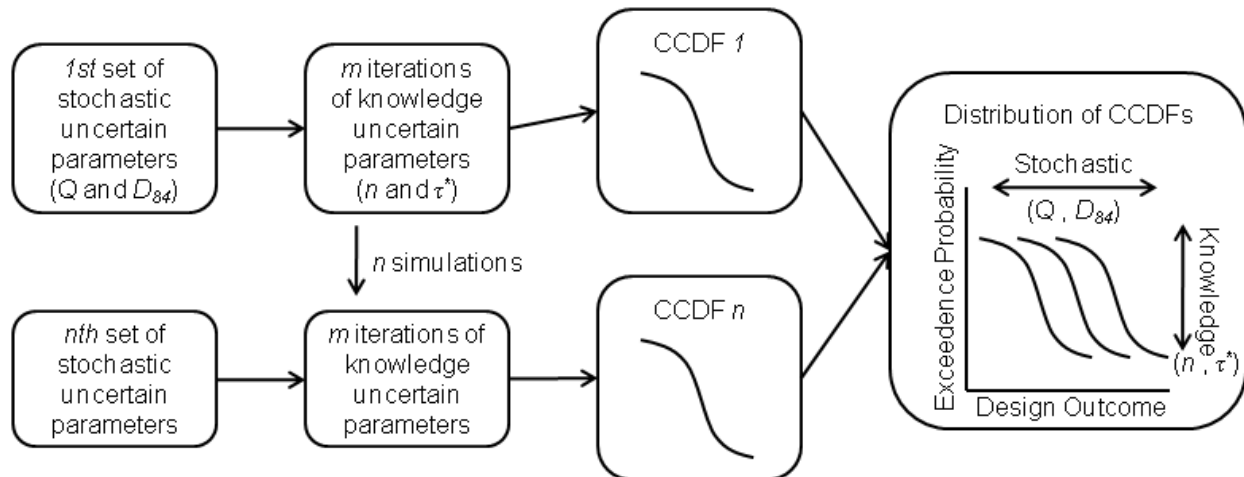 1st set of
stochastic
uncertain
parameters
(Q and D84)
m iterations
of knowledge
uncertain
parameters
(n and τ*)
CCDF 1
n simulations
nth set of
stochastic
uncertain
parameters
m iterations of
knowledge
uncertain
parameters
CCDF n
Distribution of CCDFs
Stochastic
(Q , D84)
Exceedence Probability
Knowledge
(n , τ*)
Design Outcome